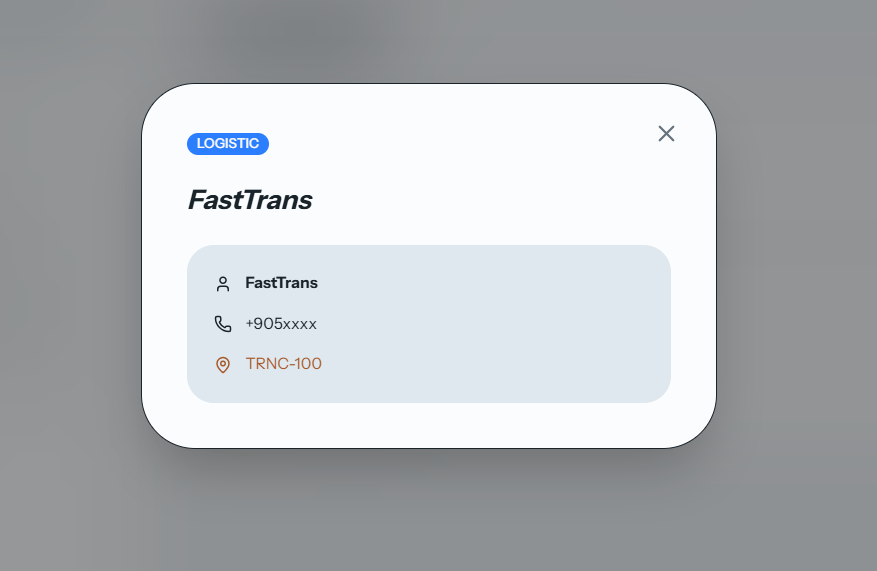 LOGISTIC
FastTrans
FastTrans
+905xxxx
TRNC-100